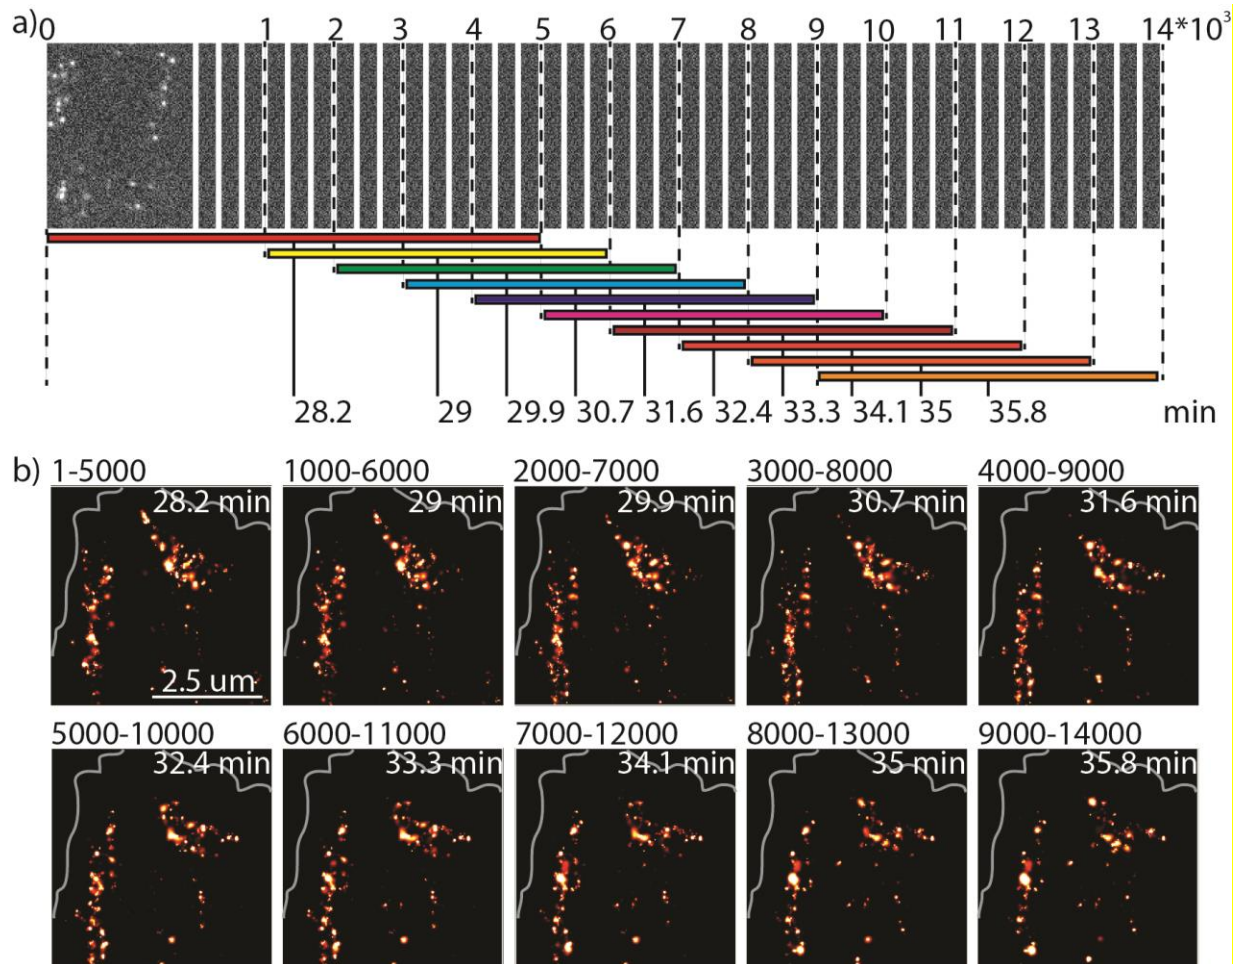 a)
0 1 2 3 4 5 6 7 8 9 10 11 12 13 14*10³
28.2 29 29.9 30.7 31.6 32.4 33.3 34.1 35 35.8 min
b)
1-5000 1000-6000 2000-7000 3000-8000 4000-9000
28.2 min 29 min 29.9 min 30.7 min 31.6 min
2.5 um
5000-10000 6000-11000 7000-12000 8000-13000 9000-14000
32.4 min 33.3 min 34.1 min 35 min 35.8 min